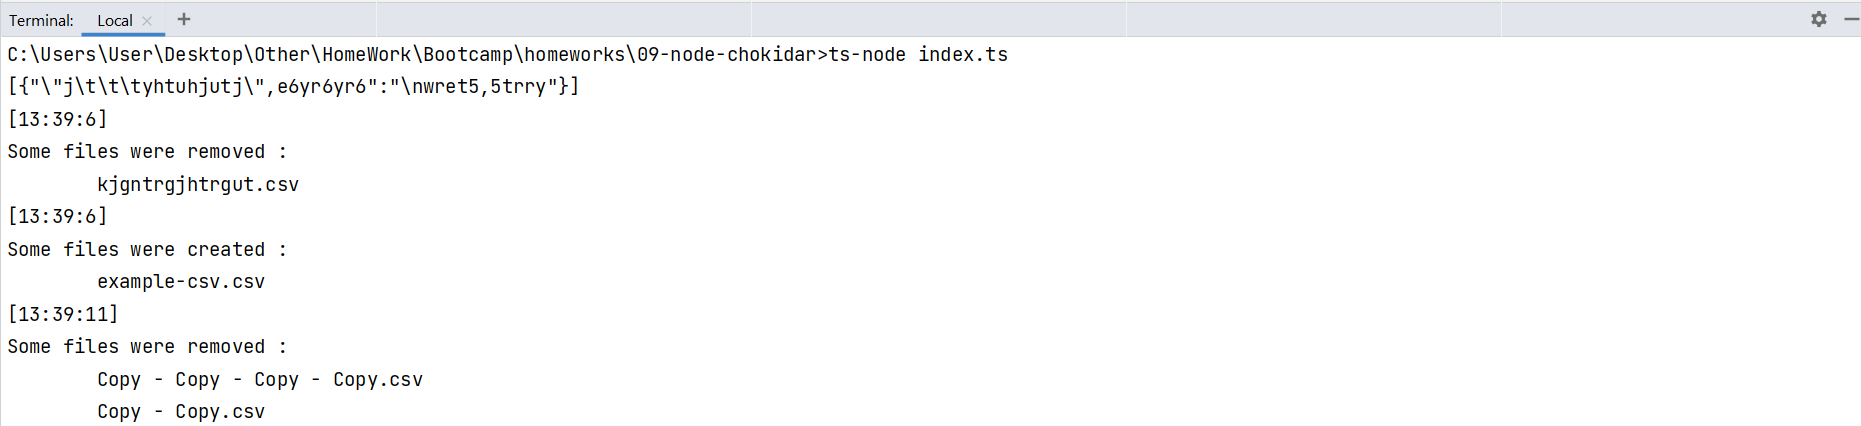 Terminal: Local × +
C:\Users\User\Desktop\Other\HomeWork\Bootcamp\homeworks\09-node-chokidar>ts-node index.ts
[{"\"j\t\t\tyhtuhjutj\",e6yr6yr6":"\nwret5,5trry"}]
[13:39:6]
Some files were removed :
        kjgntrgjhtrgut.csv
[13:39:6]
Some files were created :
        example-csv.csv
[13:39:11]
Some files were removed :
        Copy - Copy - Copy - Copy.csv
        Copy - Copy.csv